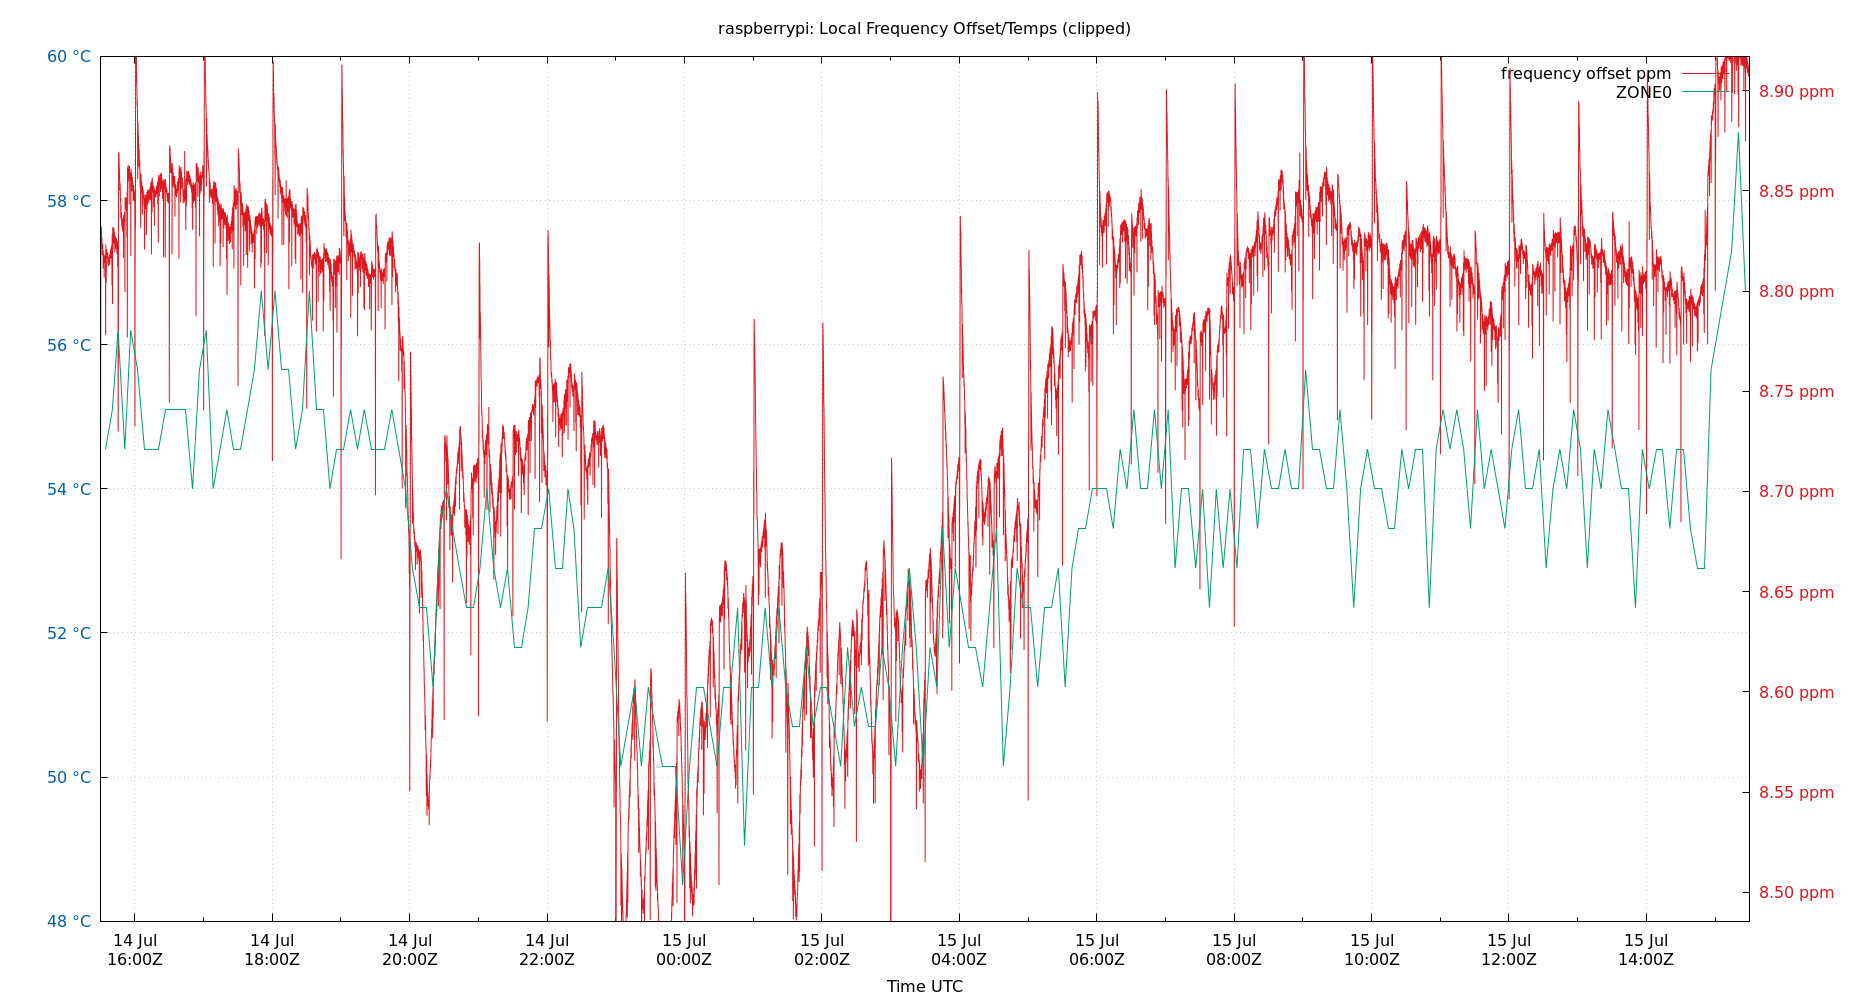 raspberrypi: Local Frequency Offset/Temps (clipped)
60 °C
58 °C
56 °C
54 °C
52 °C
50 °C
48 °C
frequency offset ppm
ZONE0
8.90 ppm
8.85 ppm
8.80 ppm
8.75 ppm
8.70 ppm
8.65 ppm
8.60 ppm
8.55 ppm
8.50 ppm
14 Jul 14 Jul 14 Jul 14 Jul 15 Jul 15 Jul 15 Jul 15 Jul 15 Jul 15 Jul 15 Jul 15 Jul
16:00Z 18:00Z 20:00Z 22:00Z 00:00Z 02:00Z 04:00Z 06:00Z 08:00Z 10:00Z 12:00Z 14:00Z
Time UTC